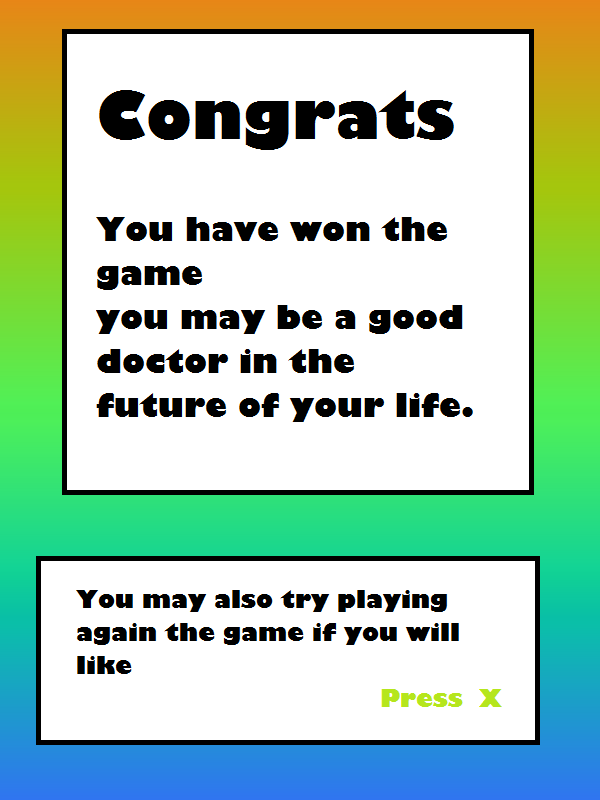 Congrats
You have won the
game
you may be a good
doctor in the
future of your life.
You may also try playing
again the game if you will
like
Press X